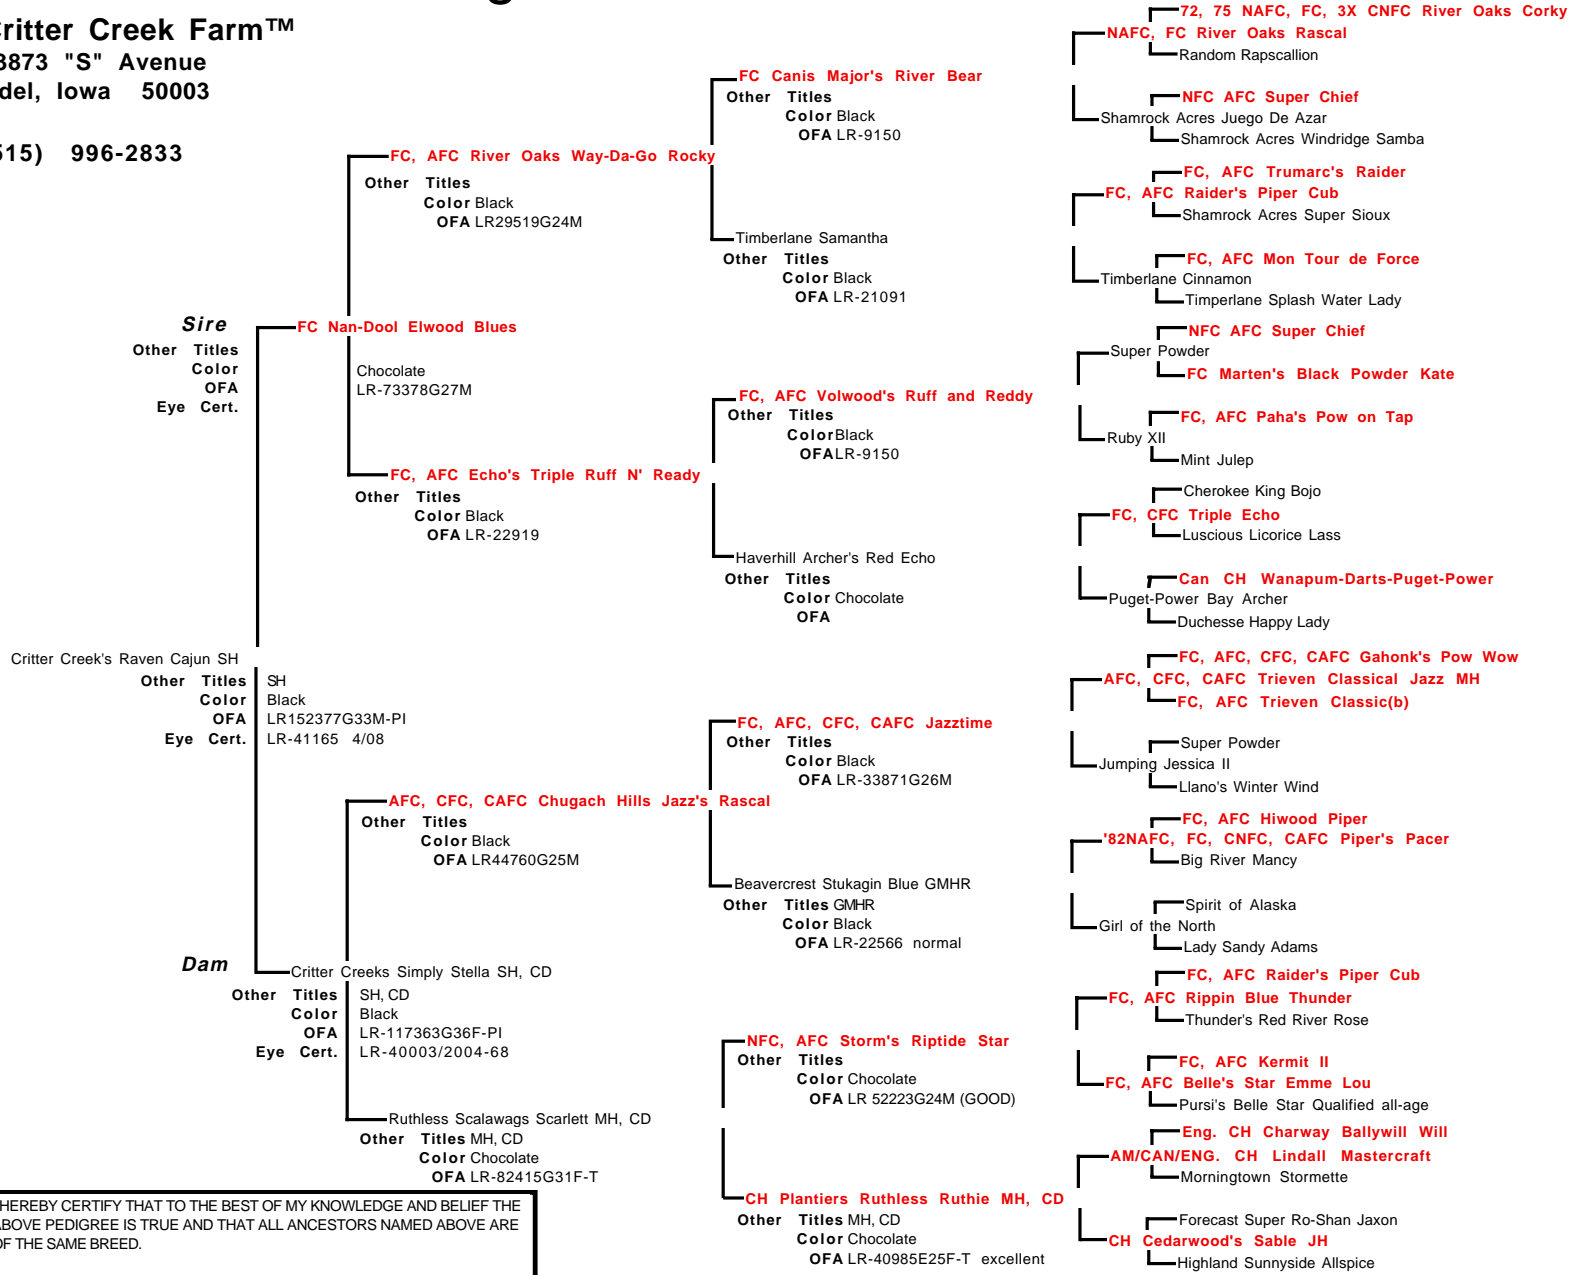 Critter Creek Farm™
"S" Avenue
Iowa 50003
996-2833
Sire
Other Titles
Color
OFA
Eye Cert.
FC Nan-Dool Elwood Blues
Chocolate
LR-73378G27M
Critter Creek's Raven Cajun SH
Other Titles SH
Color Black
OFA LR152377G33M-PI
Eye Cert. LR-41165 4/08
Dam
Critter Creeks Simply Stella SH, CD
Other Titles SH, CD
Color Black
OFA LR-117363G36F-PI
Eye Cert. LR-40003/2004-68
FC, AFC River Oaks Way-Da-Go Rocky
Other Titles
Color Black
OFA LR29519G24M
FC, AFC Echo's Triple Ruff N' Ready
Other Titles
Color Black
OFA LR-22919
AFC, CFC, CAFC Chugach Hills Jazz's Rascal
Other Titles
Color Black
OFA LR44760G25M
Ruthless Scalawags Scarlett MH, CD
Other Titles MH, CD
Color Chocolate
OFA LR-82415G31F-T
FC Canis Major's River Bear
Other Titles
Color Black
OFA LR-9150
Timberlane Samantha
Other Titles
Color Black
OFA LR-21091
FC, AFC Volwood's Ruff and Reddy
Other Titles
Color Black
OFA LR-9150
Haverhill Archer's Red Echo
Other Titles
Color Chocolate
OFA
FC, AFC, CFC, CAFC Jazztime
Other Titles
Color Black
OFA LR-33871G26M
Beavercrest Stukagin Blue GMHR
Other Titles GMHR
Color Black
OFA LR-22566 normal
NFC, AFC Storm's Riptide Star
Other Titles
Color Chocolate
OFA LR 52223G24M (GOOD)
CH Plantiers Ruthless Ruthie MH, CD
Other Titles MH, CD
Color Chocolate
OFA LR-40985E25F-T excellent
72, 75 NAFC, FC, 3X CNFC River Oaks Corky
NAFC, FC River Oaks Rascal
Random Rapscallion
NFC AFC Super Chief
Shamrock Acres Juego De Azar
Shamrock Acres Windridge Samba
FC, AFC Trumarc's Raider
FC, AFC Raider's Piper Cub
Shamrock Acres Super Sioux
FC, AFC Mon Tour de Force
Timberlane Cinnamon
Timperlane Splash Water Lady
NFC AFC Super Chief
Super Powder
FC Marten's Black Powder Kate
FC, AFC Paha's Pow on Tap
Ruby XII
Mint Julep
Cherokee King Bojo
FC, CFC Triple Echo
Luscious Licorice Lass
Can CH Wanapum-Darts-Puget-Power
Puget-Power Bay Archer
Duchesse Happy Lady
FC, AFC, CFC, CAFC Gahonk's Pow Wow
AFC, CFC, CAFC Trieven Classical Jazz MH
FC, AFC Trieven Classic(b)
Super Powder
Jumping Jessica II
Llano's Winter Wind
FC, AFC Hiwood Piper
'82NAFC, FC, CNFC, CAFC Piper's Pacer
Big River Mancy
Spirit of Alaska
Girl of the North
Lady Sandy Adams
FC, AFC Raider's Piper Cub
FC, AFC Rippin Blue Thunder
Thunder's Red River Rose
FC, AFC Kermit II
FC, AFC Belle's Star Emme Lou
Pursi's Belle Star Qualified all-age
Eng. CH Charway Ballywill Will
AM/CAN/ENG. CH Lindall Mastercraft
Morningtown Stormette
Forecast Super Ro-Shan Jaxon
CH Cedarwood's Sable JH
Highland Sunnyside Allspice
HEREBY CERTIFY THAT TO THE BEST OF MY KNOWLEDGE AND BELIEF THE
ABOVE PEDIGREE IS TRUE AND THAT ALL ANCESTORS NAMED ABOVE ARE
OF THE SAME BREED.